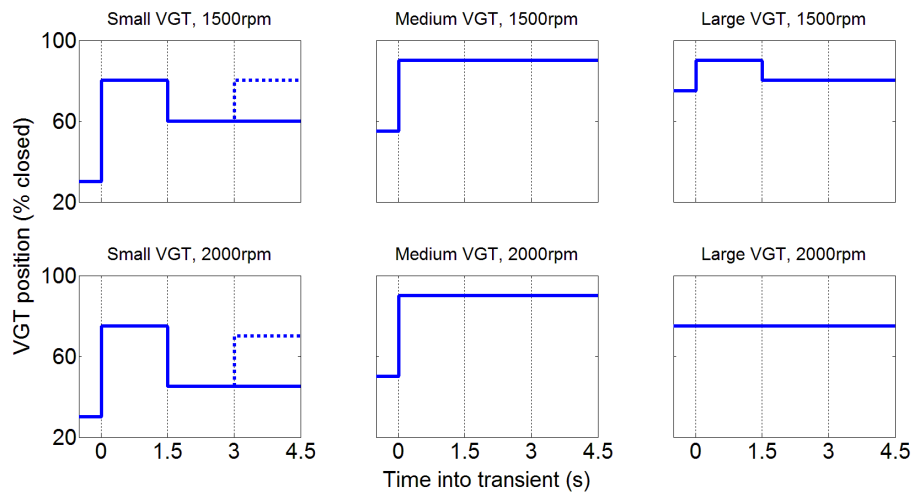 Small VGT, 1500rpm
Medium VGT, 1500rpm
Large VGT, 1500rpm
100
60
20
VGT position (% closed)
Small VGT, 2000rpm
Medium VGT, 2000rpm
Large VGT, 2000rpm
100
60
20
0 1.5 3 4.5
0 1.5 3 4.5
0 1.5 3 4.5
Time into transient (s)